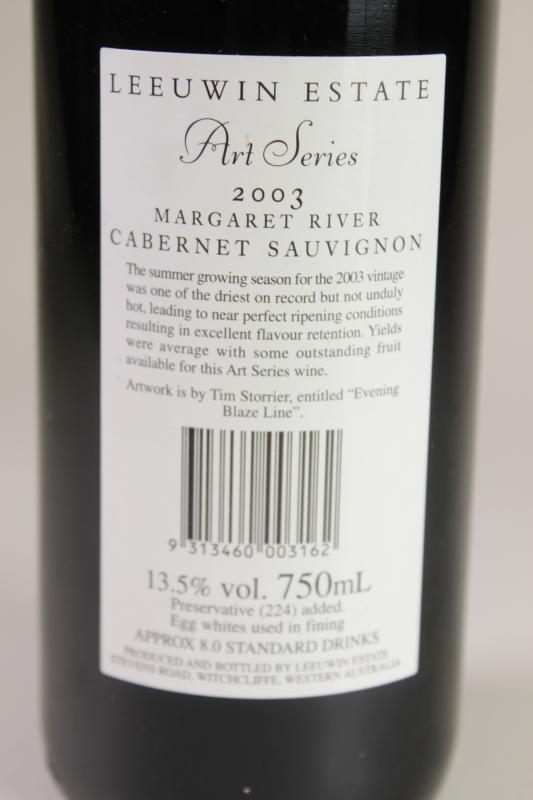 LEEUWIN ESTATE
Art Series
2003
MARGARET RIVER
CABERNET SAUVIGNON
The summer growing season for the 2003 vintage
was one of the driest on record but not unduly
hot, leading to near perfect ripening conditions
resulting in excellent flavour retention. Yields
were average with some outstanding fruit
available for this Art Series wine.
Artwork is by Tim Storrier, entitled “Evening
Blaze Line”.
9 313460 003162
13.5% vol. 750mL
Preservative (224) added.
Egg whites used in fining
APPROX 8.0 STANDARD DRINKS
PRODUCED AND BOTTLED BY LEEUWIN ESTATE
STEVENS ROAD, WITCHCLIFFE, WESTERN AUSTRALIA